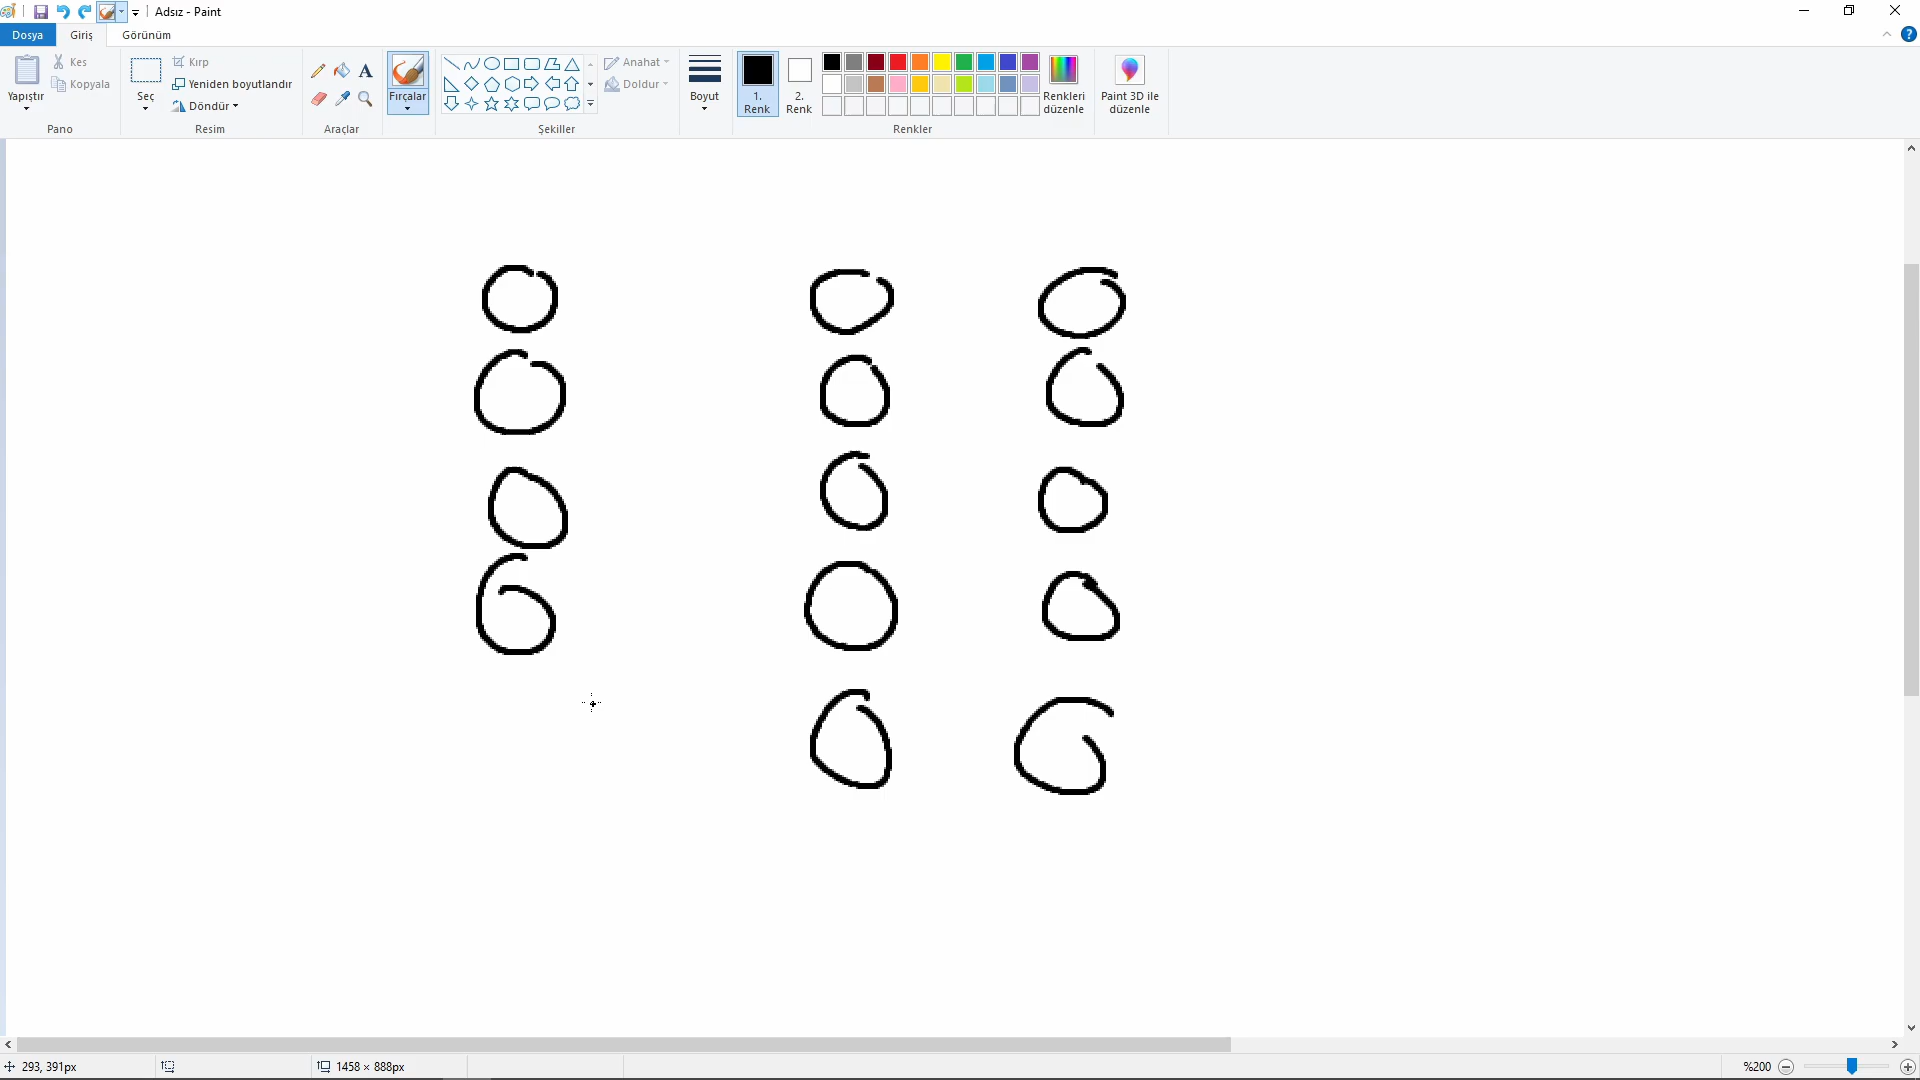 Adsız - Paint
Dosya Giriş Görünüm
Yapıştır Kes Kopyala
Seç Kırp Yeniden boyutlandır Döndür
Fırçalar
Anahat Doldur
Boyut
1. Renk
2. Renk
Renkleri düzenle
Paint 3D ile düzenle
Pano Resim Araçlar Şekiller Renkler
293, 391px 1458 × 888px %200